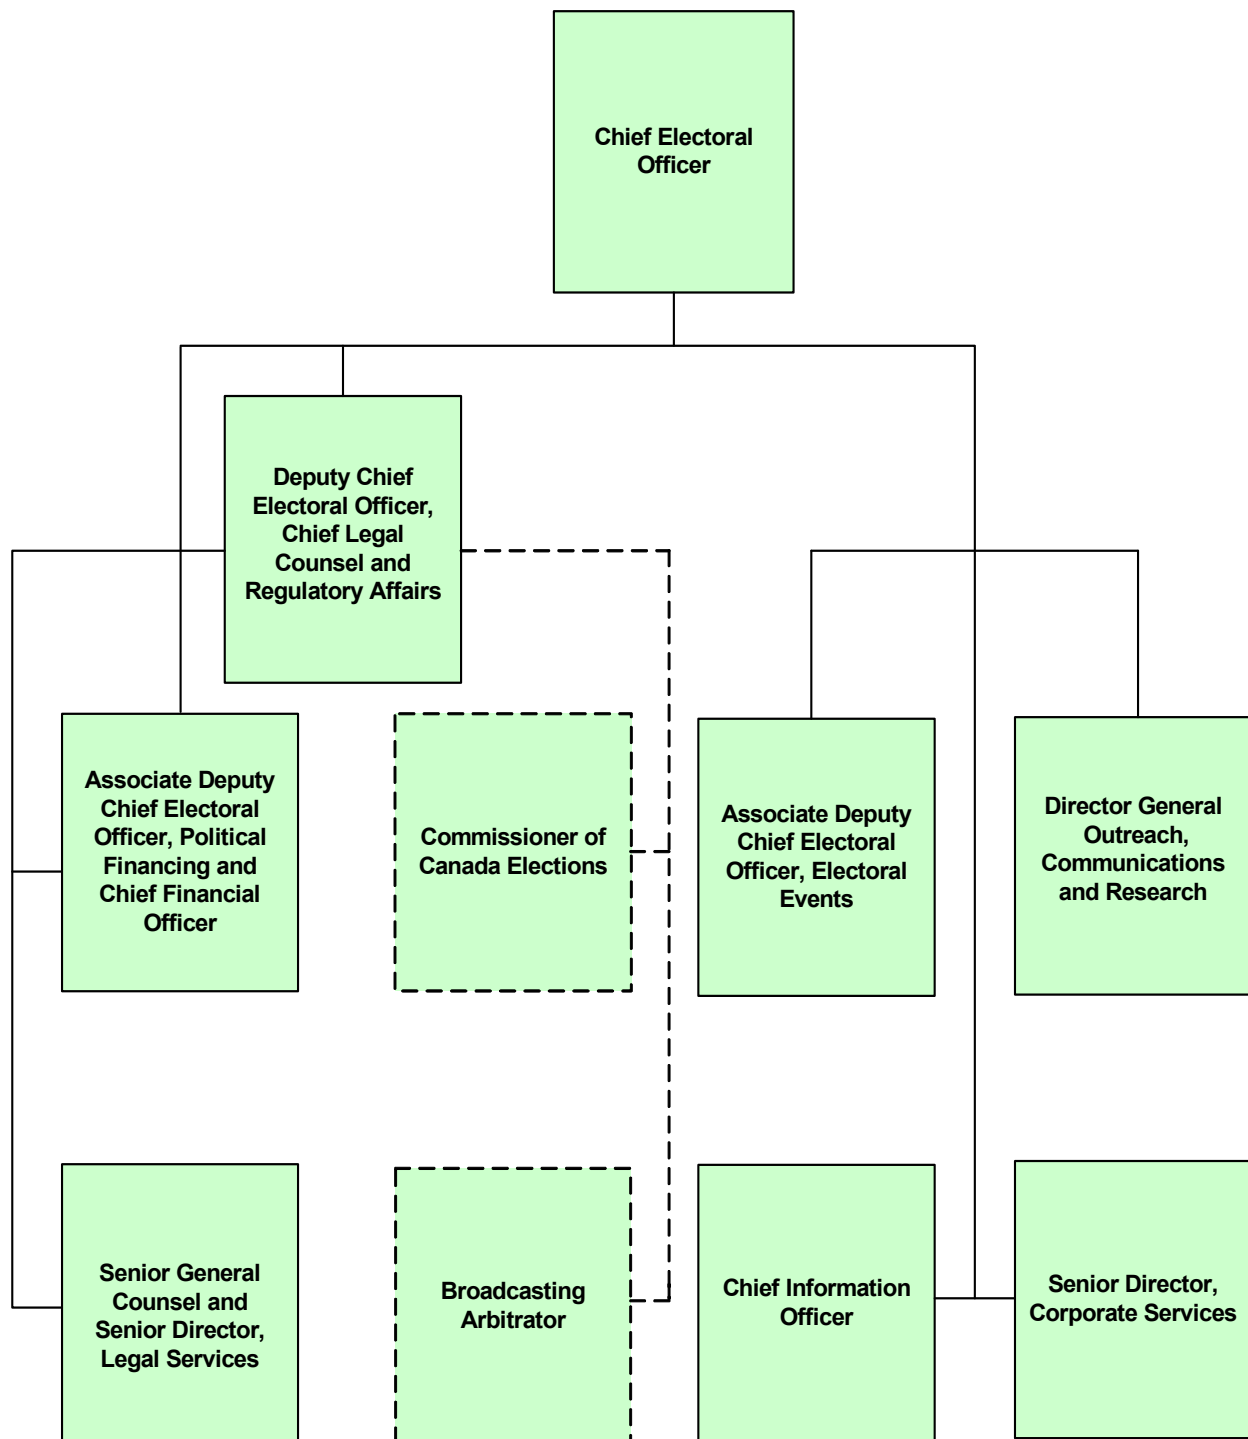 Chief Electoral
Officer
Deputy Chief
Electoral Officer,
Chief Legal
Counsel and
Regulatory Affairs
Associate Deputy
Chief Electoral
Officer, Political
Financing and
Chief Financial
Officer
Commissioner of
Canada Elections
Associate Deputy
Chief Electoral
Officer, Electoral
Events
Director General
Outreach,
Communications
and Research
Senior General
Counsel and
Senior Director,
Legal Services
Broadcasting
Arbitrator
Chief Information
Officer
Senior Director,
Corporate Services